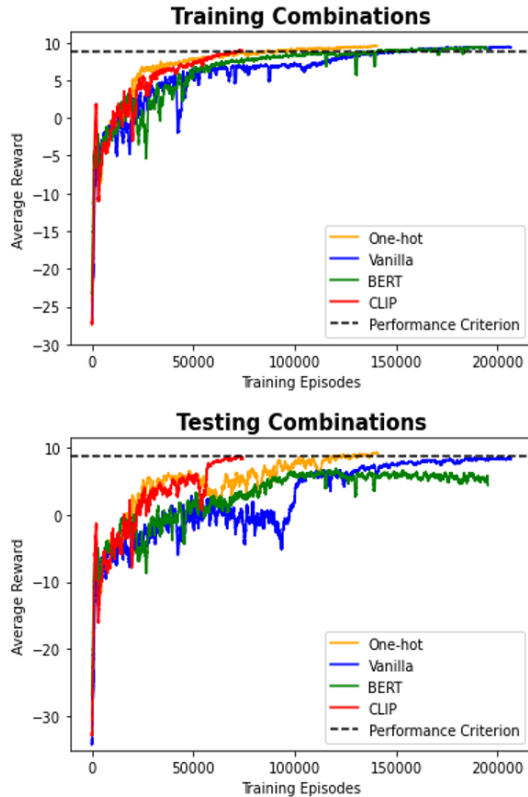 Training Combinations
10
5
0
−5
−10
−15
−20
−25
−30
Average Reward
One-hot
Vanilla
BERT
CLIP
Performance Criterion
0 50000 100000 150000 200000
Training Episodes
Testing Combinations
10
0
−10
−20
−30
Average Reward
One-hot
Vanilla
BERT
CLIP
Performance Criterion
0 50000 100000 150000 200000
Training Episodes